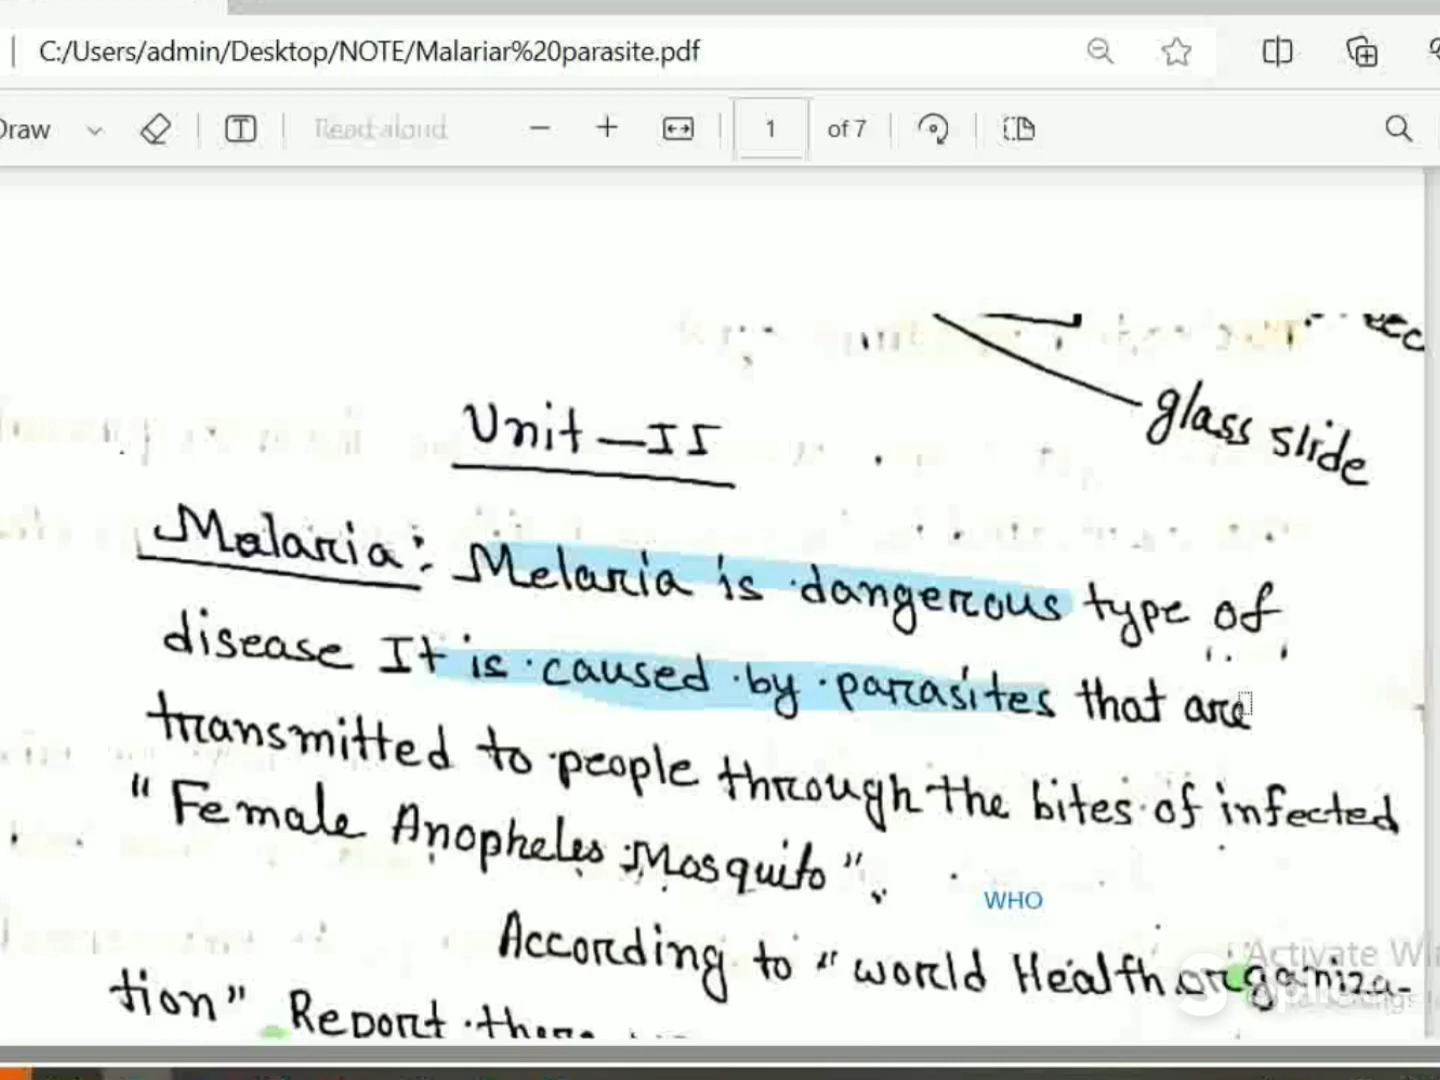 C:/Users/admin/Desktop/NOTE/Malariar%20parasite.pdf
Draw
Read aloud
1 of 7
glass slide
Unit-II
Malaria: Melaria is dangerous type of
disease It is caused by parasites that are
transmitted to people through the bites of infected
"Female Anopheles Mosquito".
WHO
According to "world Health organiza-
tion" Report there
Activate Wi